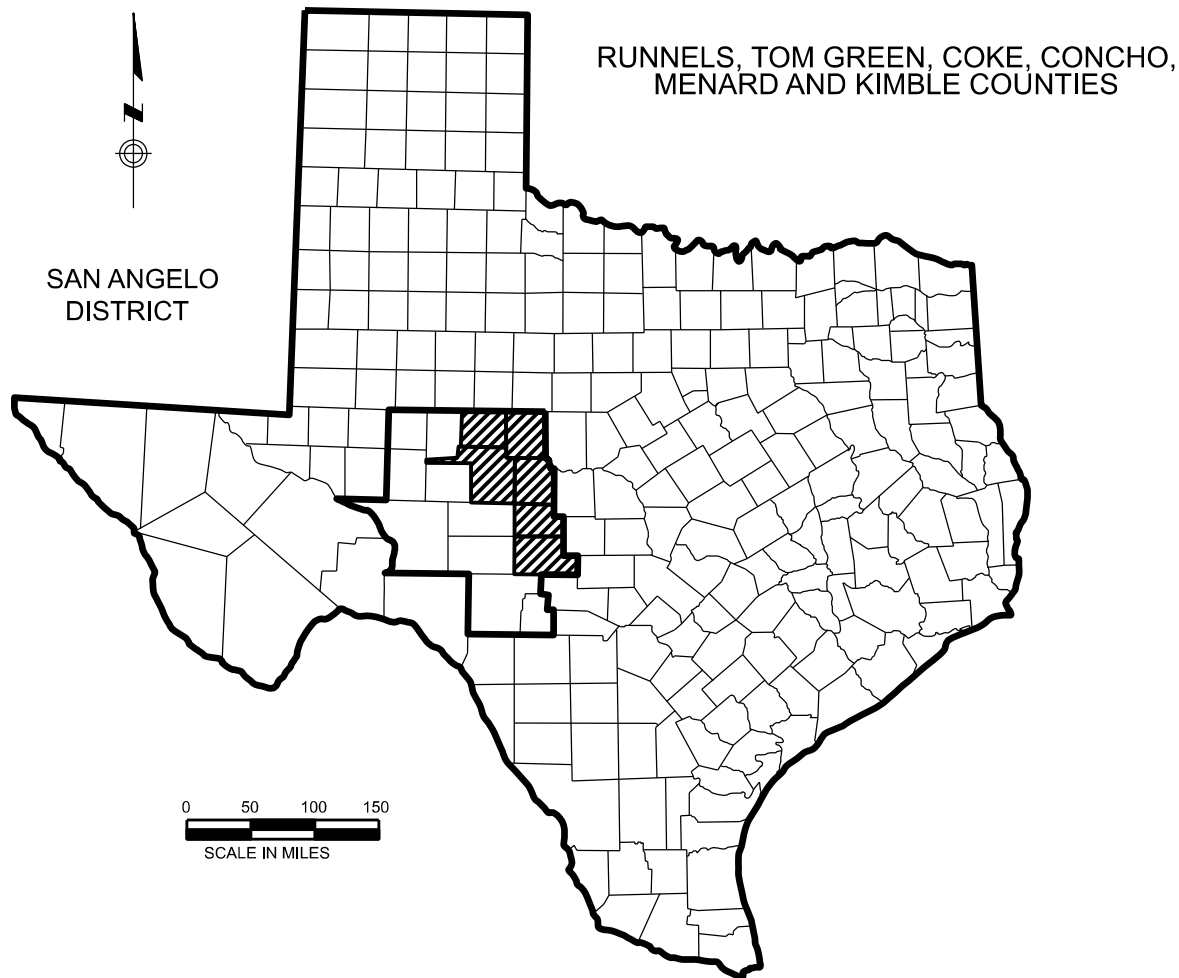 RUNNELS, TOM GREEN, COKE, CONCHO,
MENARD AND KIMBLE COUNTIES
N
SAN ANGELO
DISTRICT
0 50 100 150
SCALE IN MILES